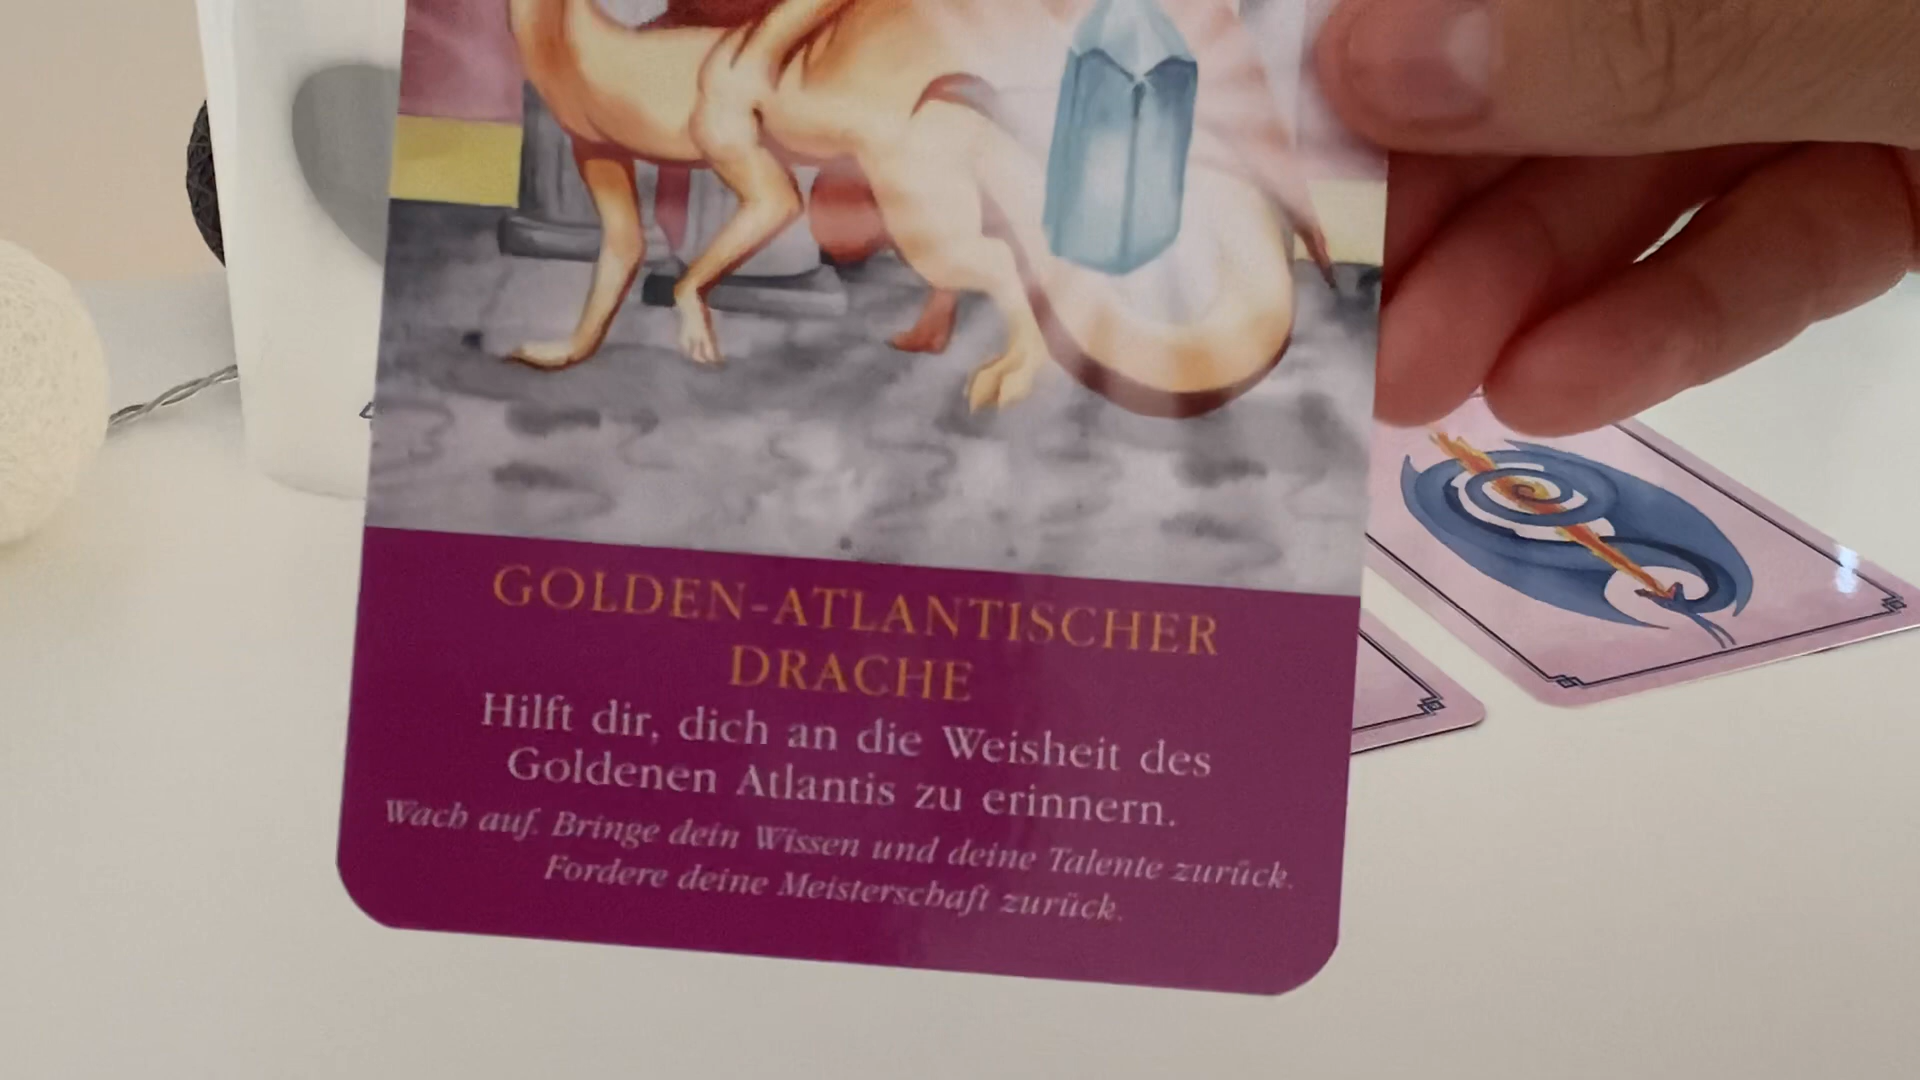 GOLDEN-ATLANTISCHER
DRACHE
Hilft dir, dich an die Weisheit des
Goldenen Atlantis zu erinnern.
Wach auf. Bringe dein Wissen und deine Talente zurück.
Fordere deine Meisterschaft zurück.